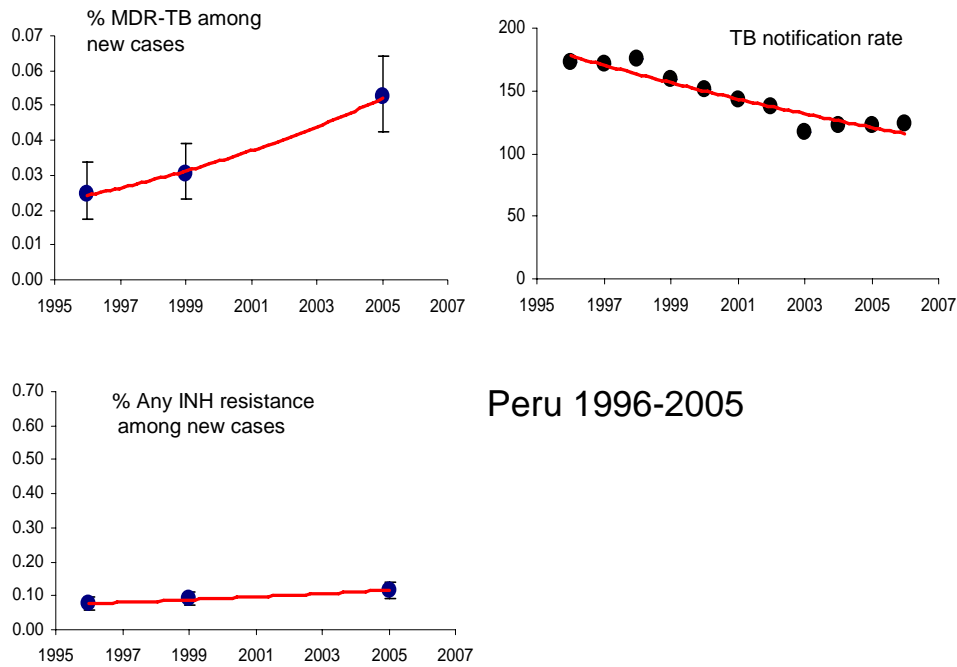 % MDR-TB among
new cases
0.07
0.06
0.05
0.04
0.03
0.02
0.01
0.00
1995 1997 1999 2001 2003 2005 2007
TB notification rate
200
150
100
50
0
1995 1997 1999 2001 2003 2005 2007
% Any INH resistance
among new cases
0.70
0.60
0.50
0.40
0.30
0.20
0.10
0.00
1995 1997 1999 2001 2003 2005 2007
Peru 1996-2005